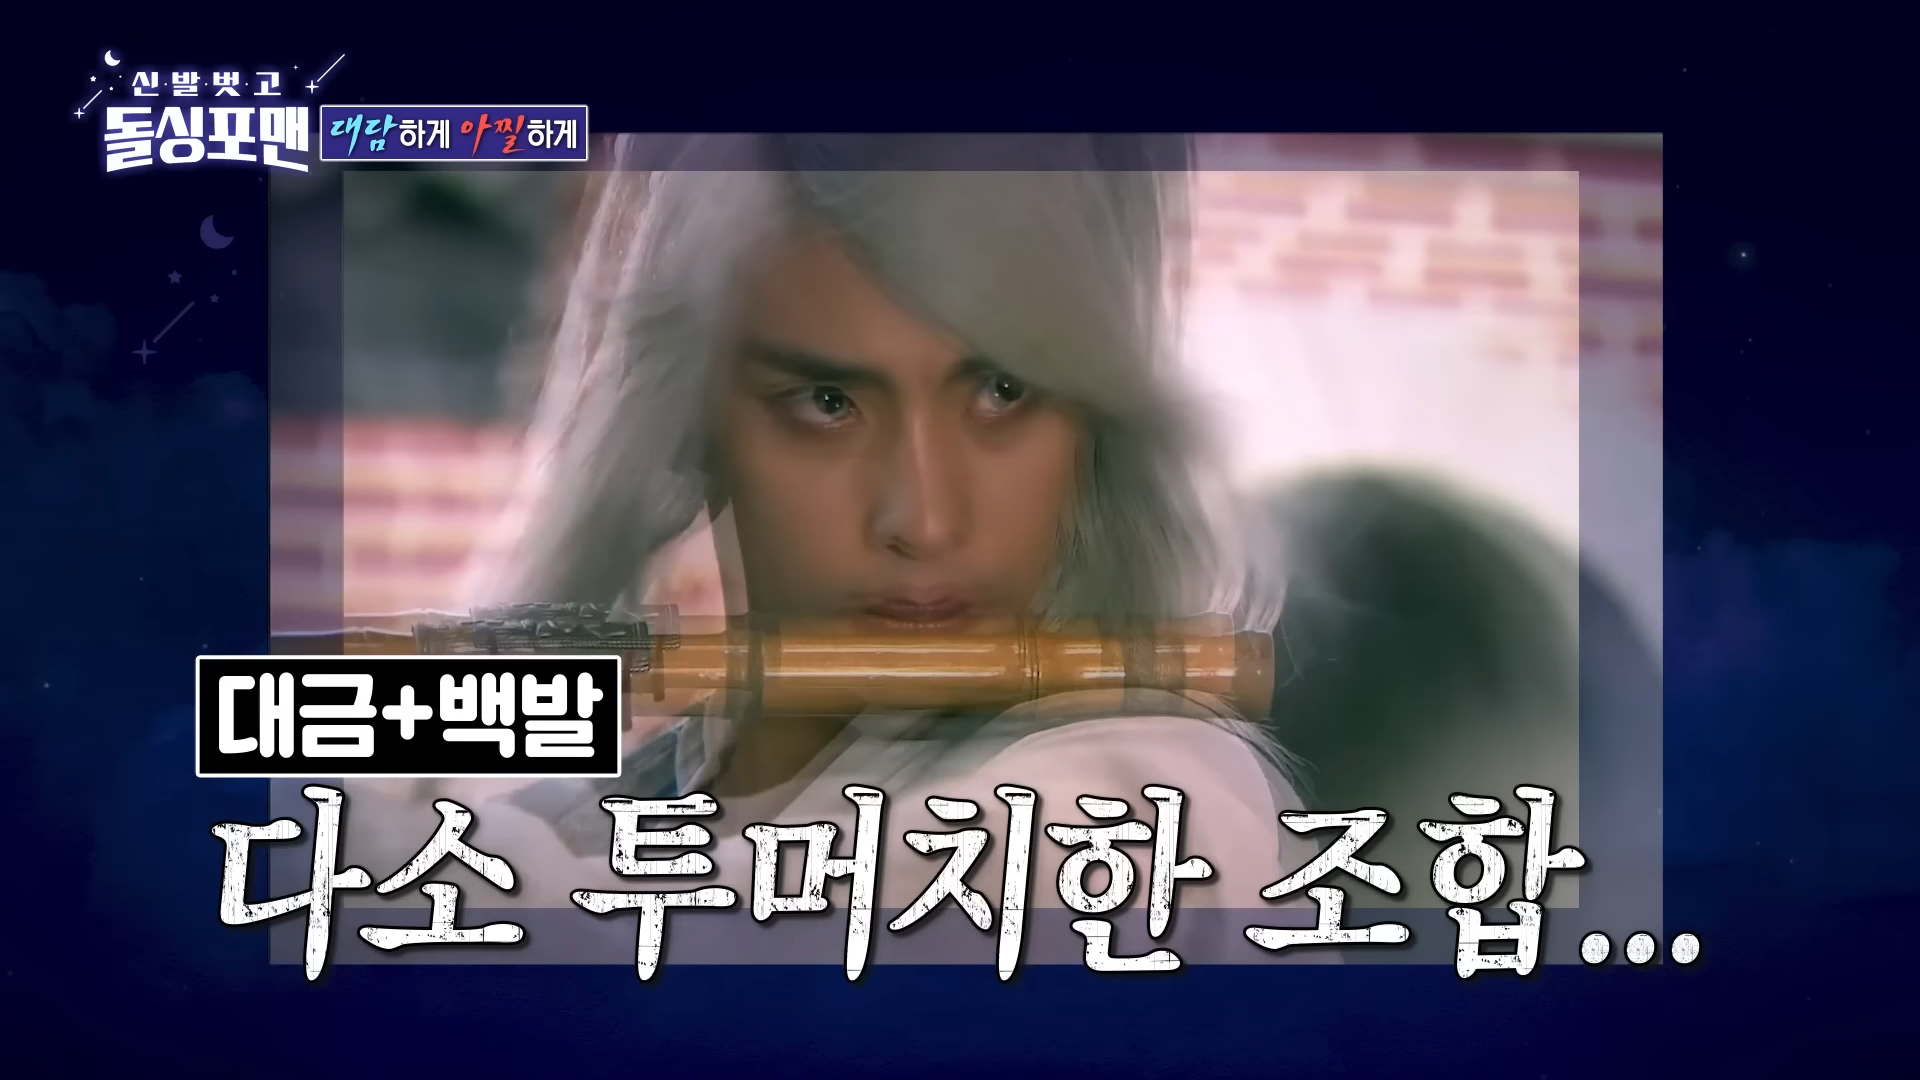 신·발·벗·고
돌싱포맨
대담하게 아찔하게
대금+백발
다소 투머치한 조합...